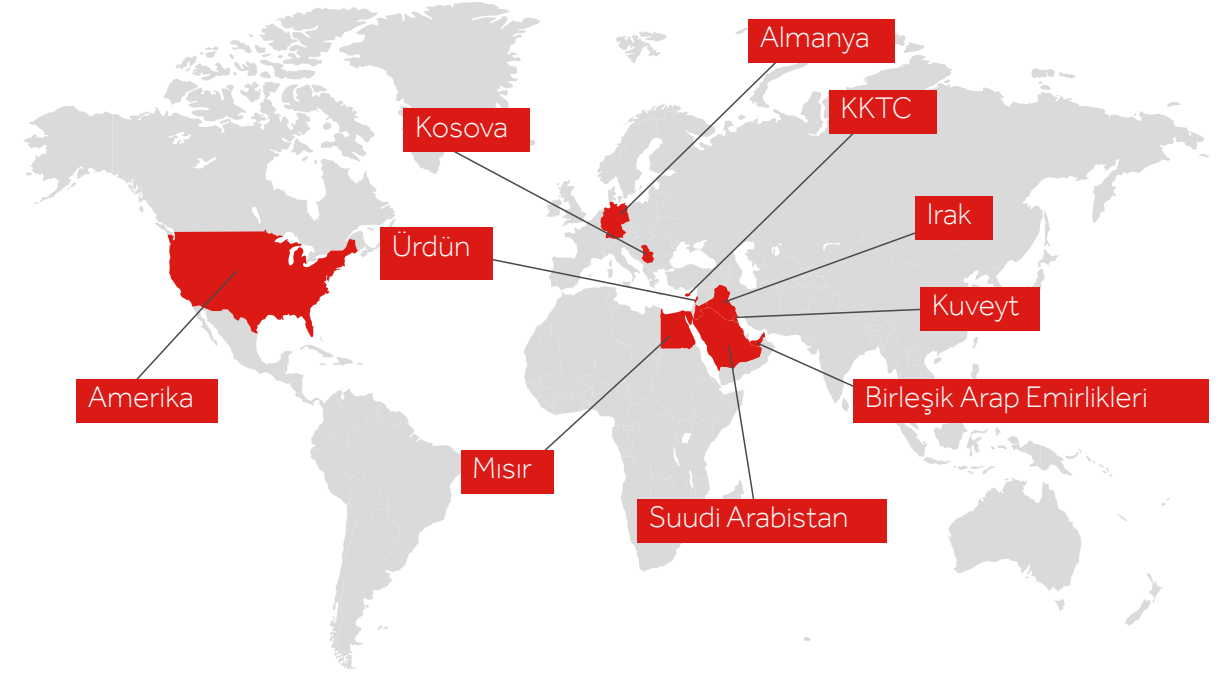 Almanya
KKTC
Kosova
Irak
Ürdün
Kuveyt
Amerika
Birleşik Arap Emirlikleri
Mısır
Suudi Arabistan